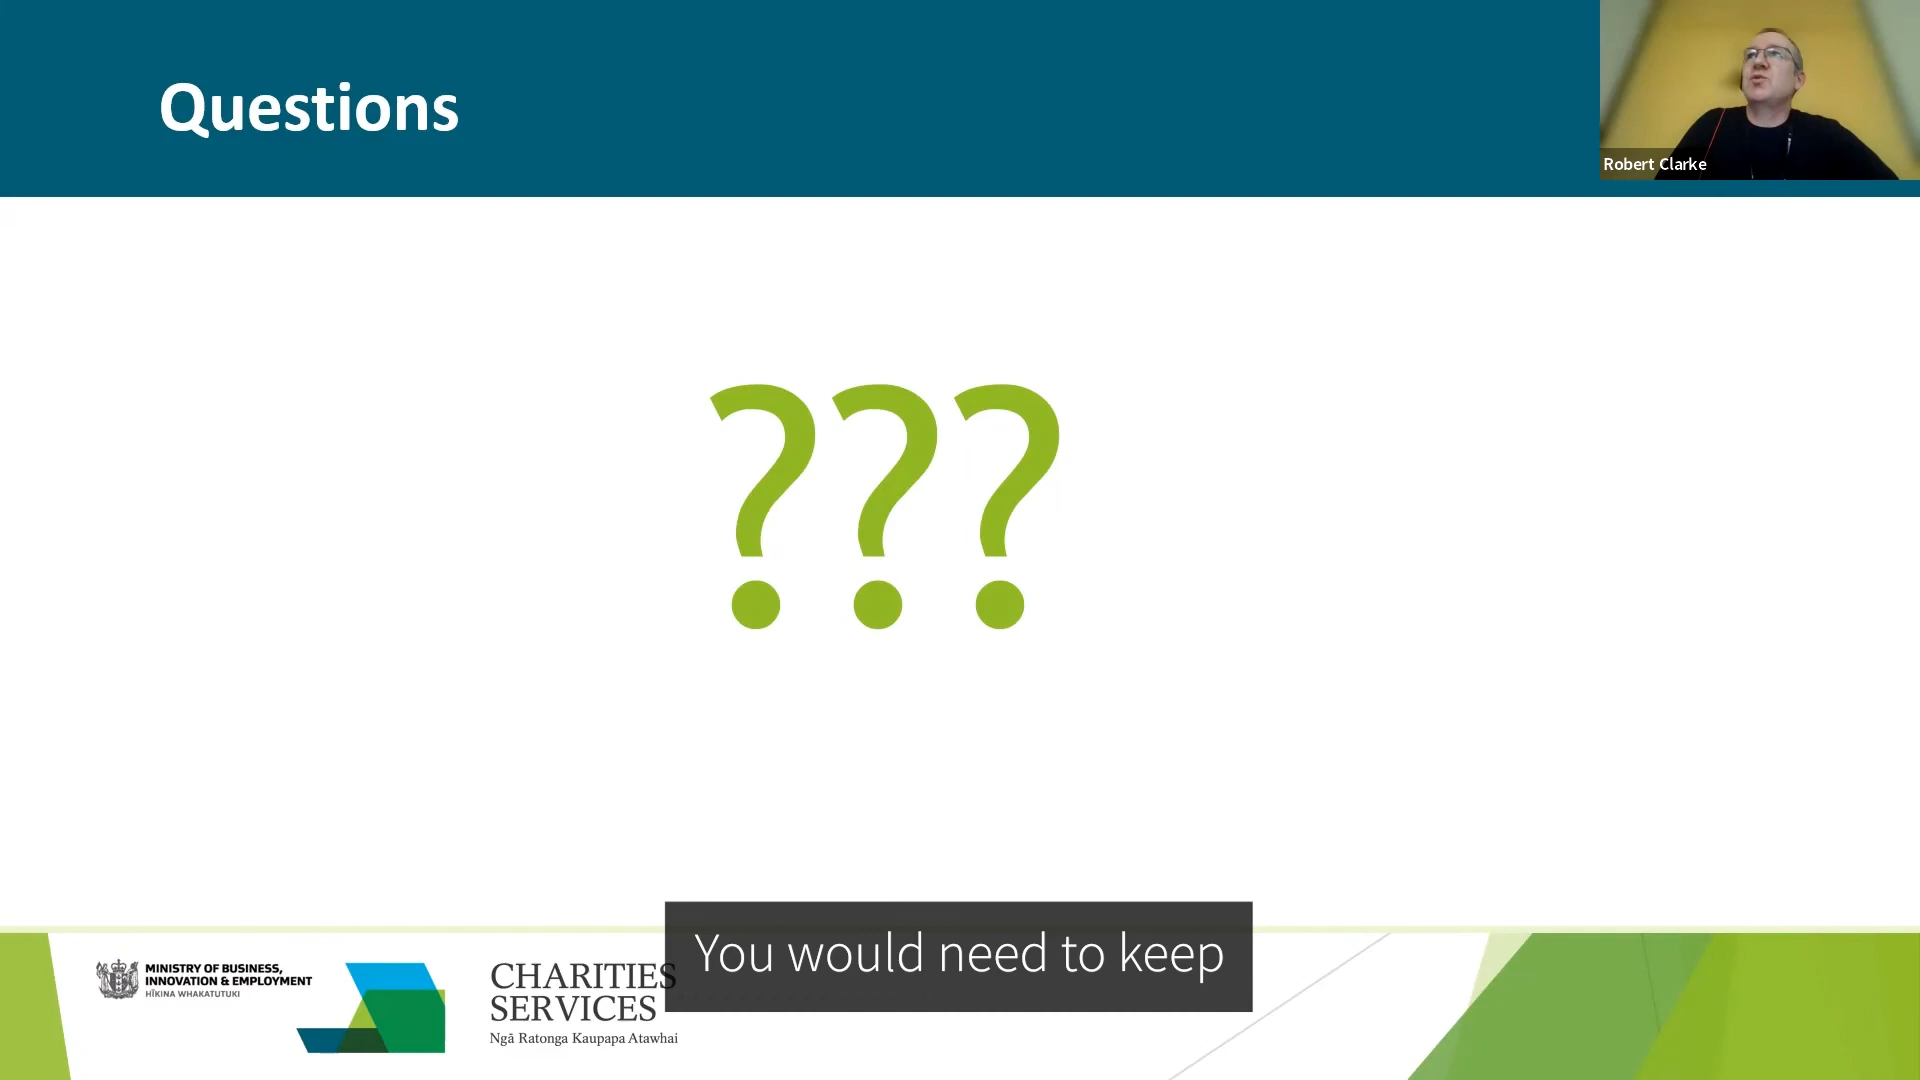 Questions
Robert Clarke
???
You would need to keep
MINISTRY OF BUSINESS,
INNOVATION & EMPLOYMENT
HĪKINA WHAKATUTUKI
CHARITIES
SERVICES
Ngā Ratonga Kaupapa Atawhai